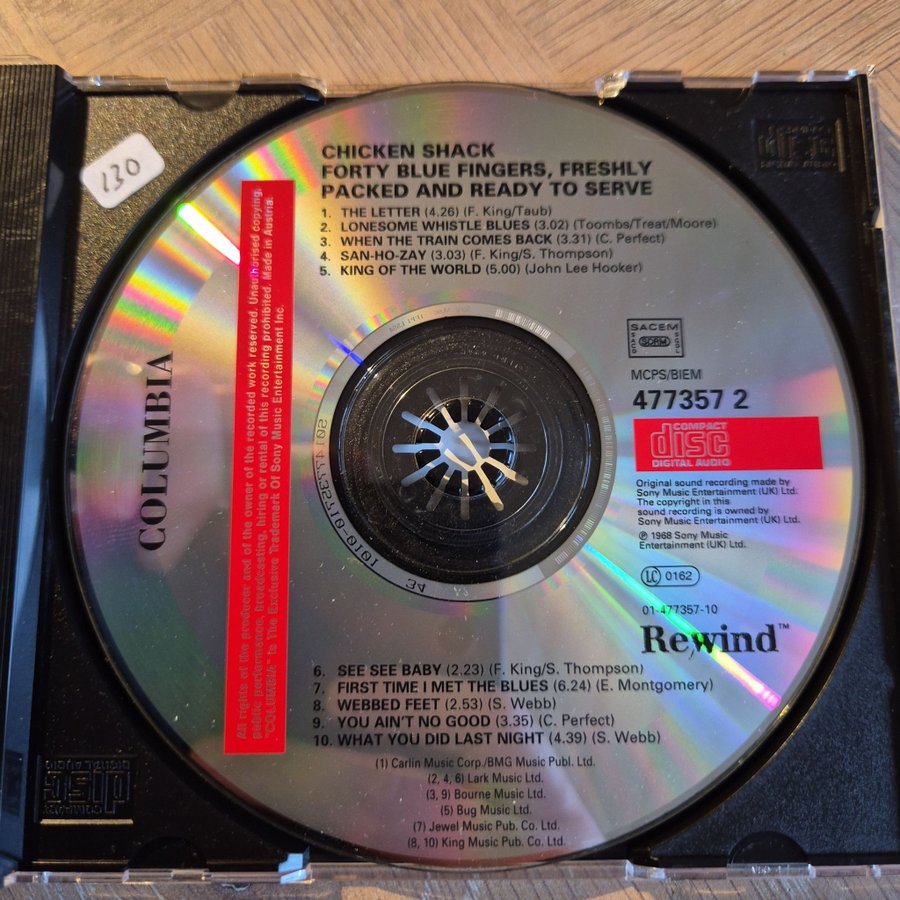 130
CHICKEN SHACK
FORTY BLUE FINGERS, FRESHLY
PACKED AND READY TO SERVE
1. THE LETTER (4.26) (F. King/Taub)
2. LONESOME WHISTLE BLUES (3.02) (Toombs/Treat/Moore)
3. WHEN THE TRAIN COMES BACK (3.31) (C. Perfect)
4. SAN-HO-ZAY (3.03) (F. King/S. Thompson)
5. KING OF THE WORLD (5.00) (John Lee Hooker)
COLUMBIA
All rights of the producer and of the owner of the recorded work reserved. Unauthorised copying,
public performance, broadcasting, hiring or rental of this recording prohibited. Made in Austria.
"COLUMBIA" is The Exclusive Trademark Of Sony Music Entertainment Inc.
SACEM
SDRM
SACD
SGDL
MCPS/BIEM
477357 2
COMPACT
disc
DIGITAL AUDIO
Original sound recording made by
Sony Music Entertainment (UK) Ltd.
The copyright in this
sound recording is owned by
Sony Music Entertainment (UK) Ltd.
℗ 1968 Sony Music
Entertainment (UK) Ltd.
LC 0162
01-477357-10
Rewind™
6. SEE SEE BABY (2.23) (F. King/S. Thompson)
7. FIRST TIME I MET THE BLUES (6.24) (E. Montgomery)
8. WEBBED FEET (2.53) (S. Webb)
9. YOU AIN'T NO GOOD (3.35) (C. Perfect)
10. WHAT YOU DID LAST NIGHT (4.39) (S. Webb)
(1) Carlin Music Corp./BMG Music Publ. Ltd.
(2, 4, 6) Lark Music Ltd.
(3, 9) Bourne Music Ltd.
(5) Bug Music Ltd.
(7) Jewel Music Pub. Co. Ltd.
(8, 10) King Music Pub. Co. Ltd.
COMPACT
disc
DIGITAL AUDIO